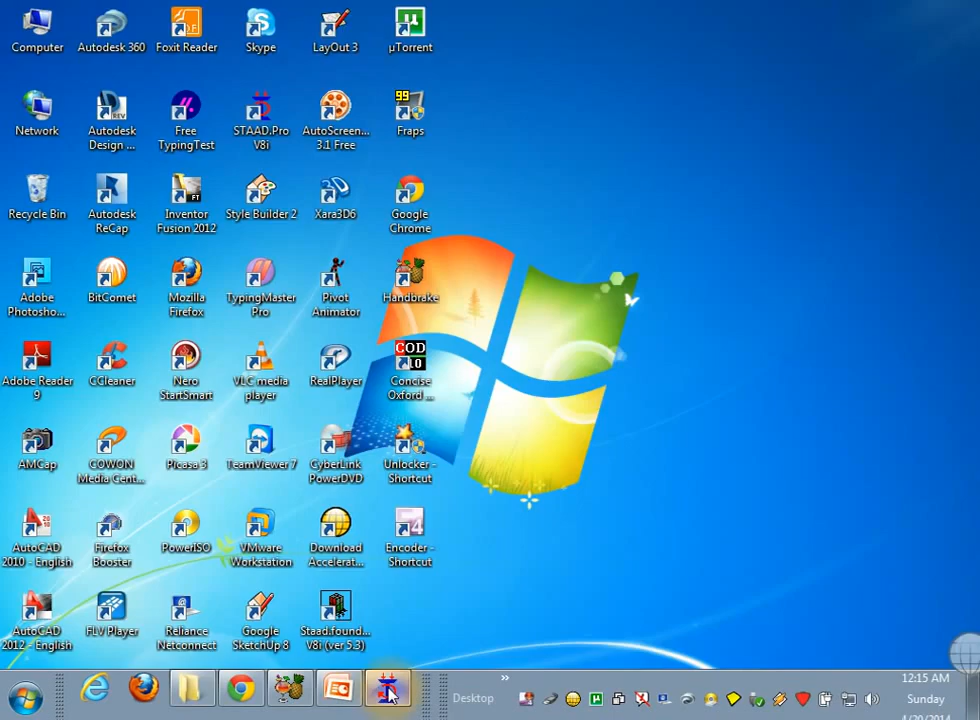 Computer
Autodesk 360
Foxit Reader
Skype
LayOut 3
µTorrent
99
Network
REV
Autodesk
Design ...
Free
TypingTest
STAAD.Pro
V8i
AutoScreen...
3.1 Free
Fraps
Recycle Bin
Autodesk
ReCap
FT
Inventor
Fusion 2012
Style Builder 2
Xara3D6
Google
Chrome
Adobe
Photosho...
BitComet
Mozilla
Firefox
TypingMaster
Pro
Pivot
Animator
Handbrake
Adobe Reader
9
CCleaner
Nero
StartSmart
VLC media
player
RealPlayer
COD
10
Concise
Oxford ...
AMCap
COWON
Media Cent...
Picasa 3
TeamViewer 7
CyberLink
PowerDVD
Unlocker -
Shortcut
AutoCAD
2010 - English
Firefox
Booster
PowerISO
VMware
Workstation
Download
Accelerat...
Encoder -
Shortcut
AutoCAD
2012 - English
FLV Player
Reliance
Netconnect
Google
SketchUp 8
Staad.found...
V8i (ver 5.3)
Desktop
»
12:15 AM
Sunday
4/20/2014